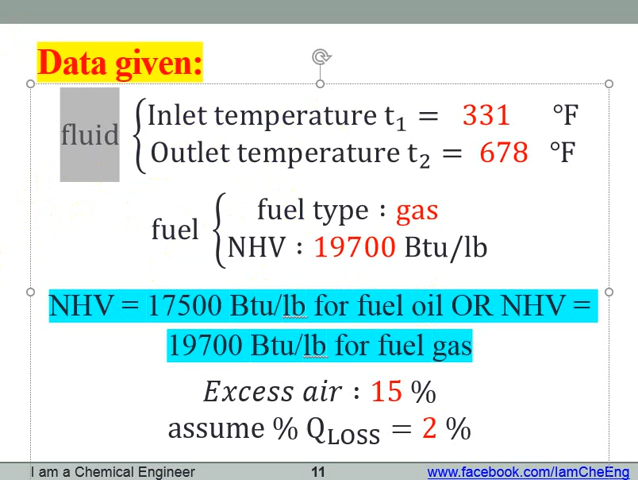 Data given:
fluid
Inlet temperature t₁ = 331 °F
Outlet temperature t₂ = 678 °F
fuel
fuel type : gas
NHV : 19700 Btu/lb
NHV = 17500 Btu/lb for fuel oil OR NHV =
19700 Btu/lb for fuel gas
Excess air : 15 %
assume % Q_LOSS = 2 %
I am a Chemical Engineer
11
www.facebook.com/IamCheEng